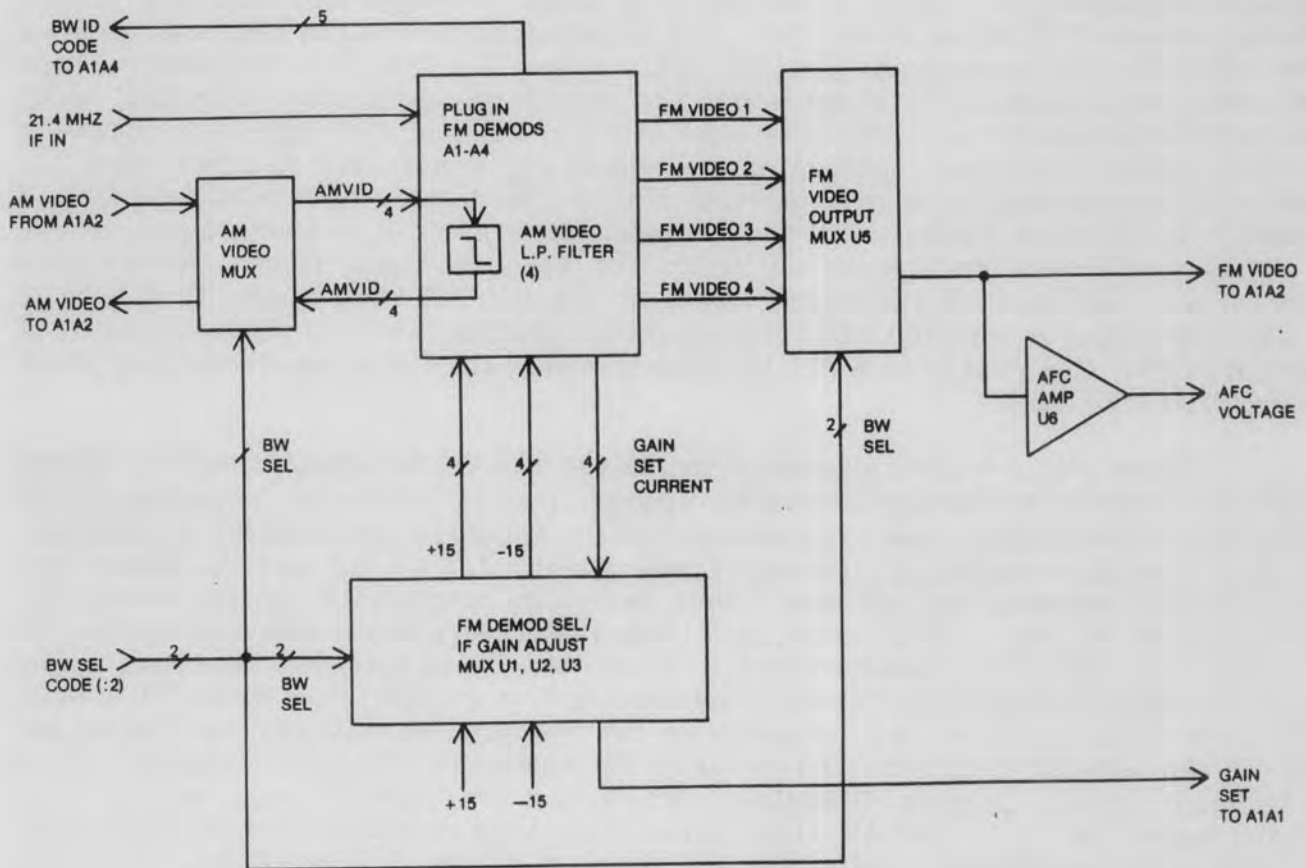 5
BW ID
CODE
TO A1A4
21.4 MHZ
IF IN
PLUG IN
FM DEMODS
A1-A4
FM VIDEO 1
FM VIDEO 2
FM VIDEO 3
FM VIDEO 4
FM
VIDEO
OUTPUT
MUX U5
AM VIDEO
FROM A1A2
AM VIDEO
TO A1A2
AM
VIDEO
MUX
AMVID
4
AMVID
4
AM VIDEO
L.P. FILTER
(4)
FM VIDEO
TO A1A2
AFC
AMP
U6
AFC
VOLTAGE
BW
SEL
4
4
4
GAIN
SET
CURRENT
2
BW
SEL
+15
-15
FM DEMOD SEL/
IF GAIN ADJUST
MUX U1, U2, U3
BW SEL
CODE (:2)
2
2
BW
SEL
+15
-15
GAIN
SET
TO A1A1